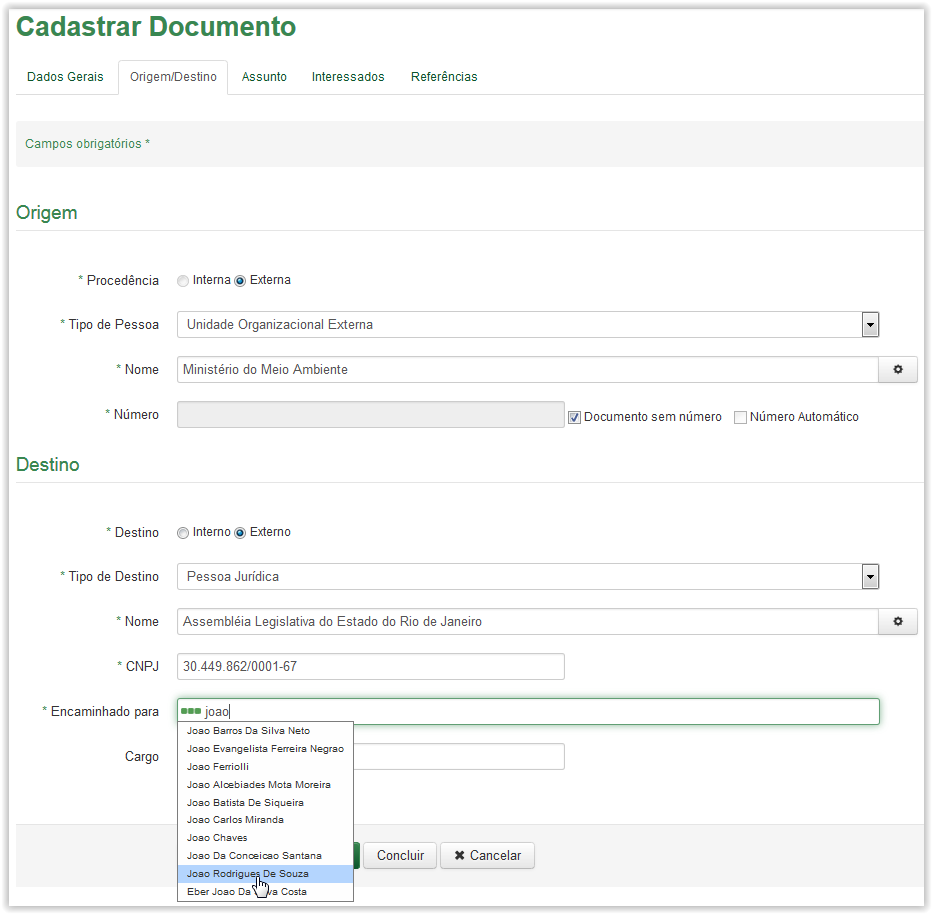 Cadastrar Documento
Dados Gerais Origem/Destino Assunto Interessados Referências
Campos obrigatórios *
Origem
* Procedência Interna Externa
* Tipo de Pessoa Unidade Organizacional Externa
* Nome Ministério do Meio Ambiente
* Número Documento sem número Número Automático
Destino
* Destino Interno Externo
* Tipo de Destino Pessoa Jurídica
* Nome Assembléia Legislativa do Estado do Rio de Janeiro
* CNPJ 30.449.862/0001-67
* Encaminhado para joao
Joao Barros Da Silva Neto
Joao Evangelista Ferreira Negrao
Cargo
Joao Ferriolli
Joao Alcebiades Mota Moreira
Joao Batista De Siqueira
Joao Carlos Miranda
Joao Chaves
Joao Da Conceicao Santana
Joao Rodrigues De Souza
Eber Joao Da Costa
Concluir Cancelar